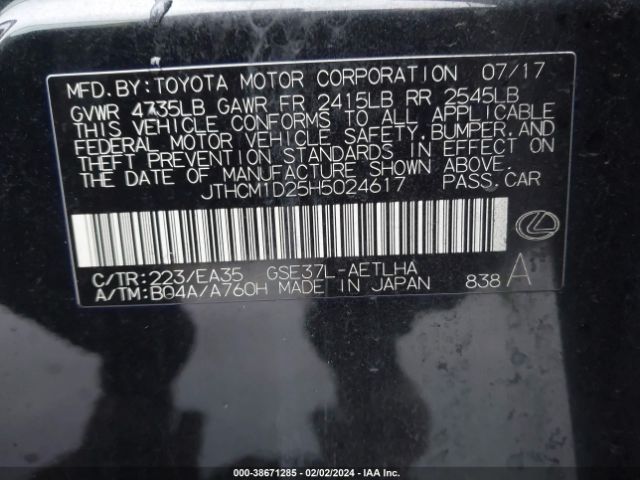 MFD. BY: TOYOTA MOTOR CORPORATION 07/17
GVWR 4735LB GAWR FR 2415LB RR 2545LB
THIS VEHICLE CONFORMS TO ALL APPLICABLE
FEDERAL MOTOR VEHICLE SAFETY, BUMPER, AND
THEFT PREVENTION STANDARDS IN EFFECT ON
THE DATE OF MANUFACTURE SHOWN ABOVE.
JTHCM1D25H5024617 PASS. CAR
C/TR: 223/EA35 GSE37L-AETLHA
A/TM: B04A/A760H MADE IN JAPAN 838 A
000-38671285 - 02/02/2024 - IAA Inc.